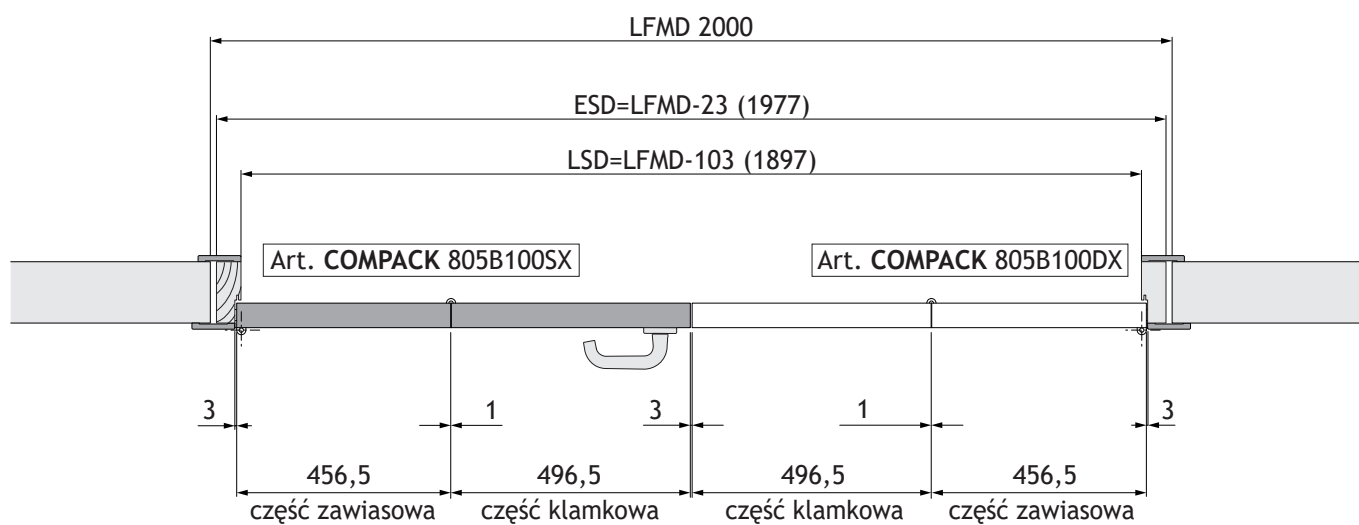 LFMD 2000
ESD=LFMD-23 (1977)
LSD=LFMD-103 (1897)
Art. COMPACK 805B100SX
Art. COMPACK 805B100DX
3
1
3
1
3
456,5
496,5
496,5
456,5
część zawiasowa
część klamkowa
część klamkowa
część zawiasowa